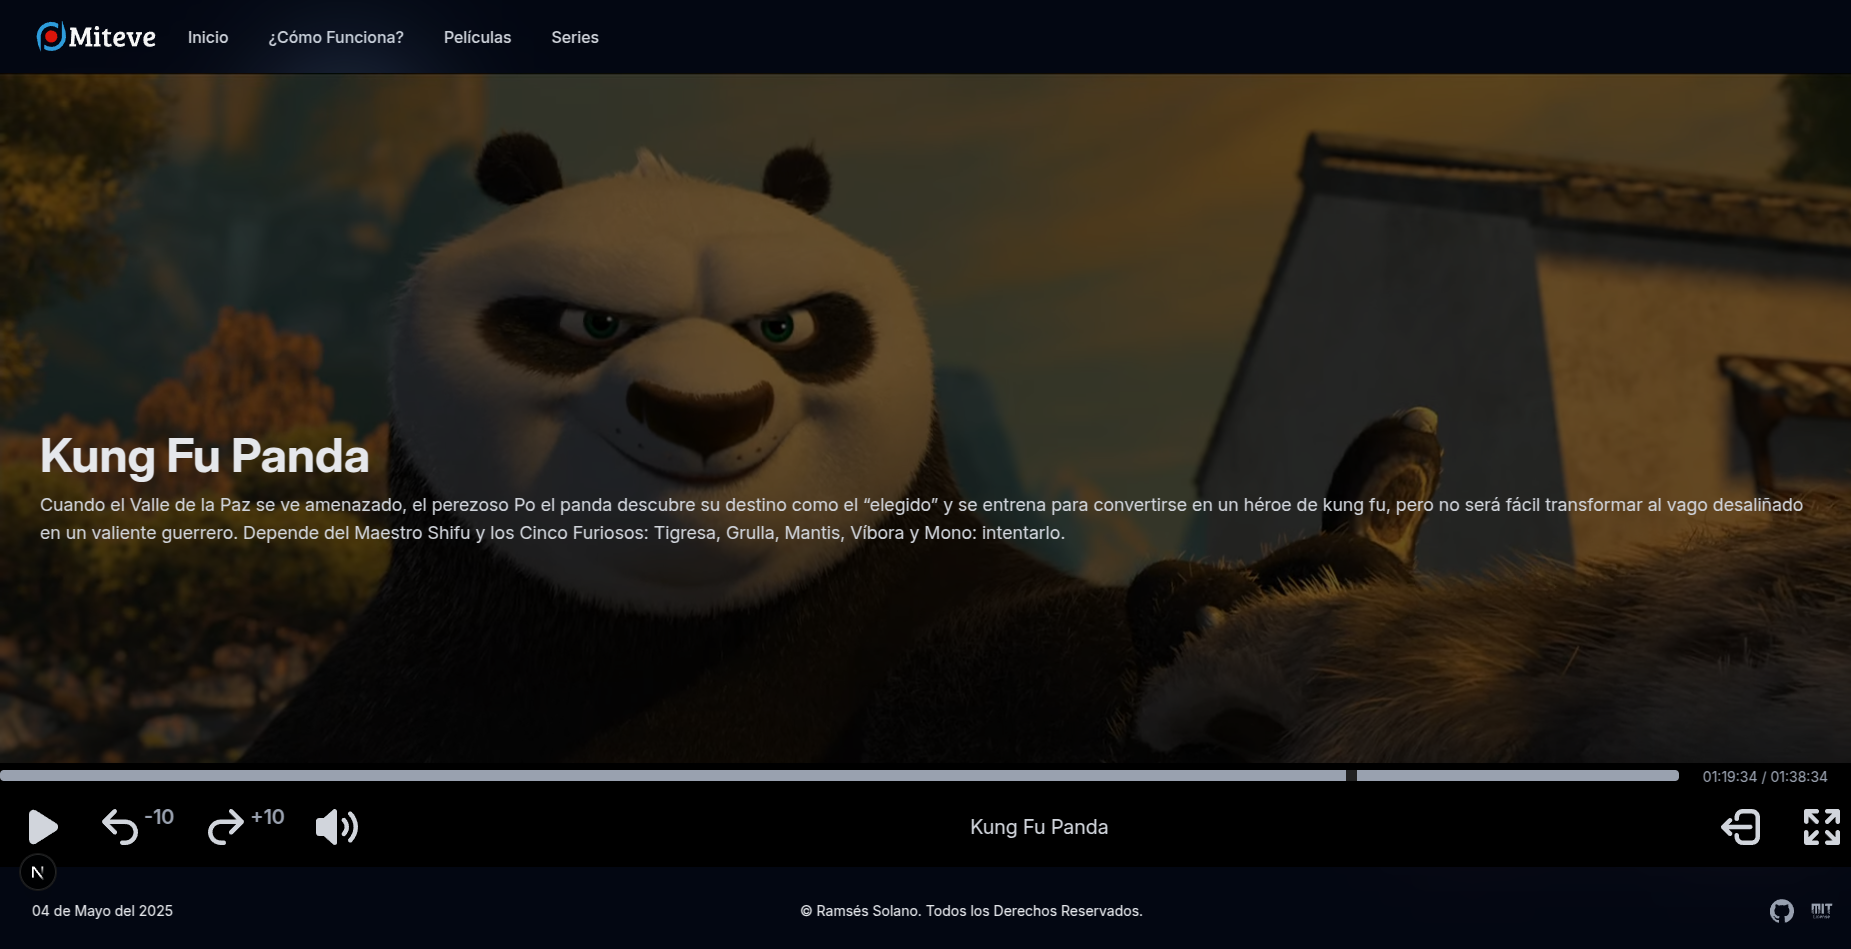 Miteve
Inicio
¿Cómo Funciona?
Películas
Series
Kung Fu Panda
Cuando el Valle de la Paz se ve amenazado, el perezoso Po el panda descubre su destino como el “elegido” y se entrena para convertirse en un héroe de kung fu, pero no será fácil transformar al vago desaliñado
en un valiente guerrero. Depende del Maestro Shifu y los Cinco Furiosos: Tigresa, Grulla, Mantis, Víbora y Mono: intentarlo.
01:19:34 / 01:38:34
-10
+10
Kung Fu Panda
N
04 de Mayo del 2025
© Ramsés Solano. Todos los Derechos Reservados.
MIT
License